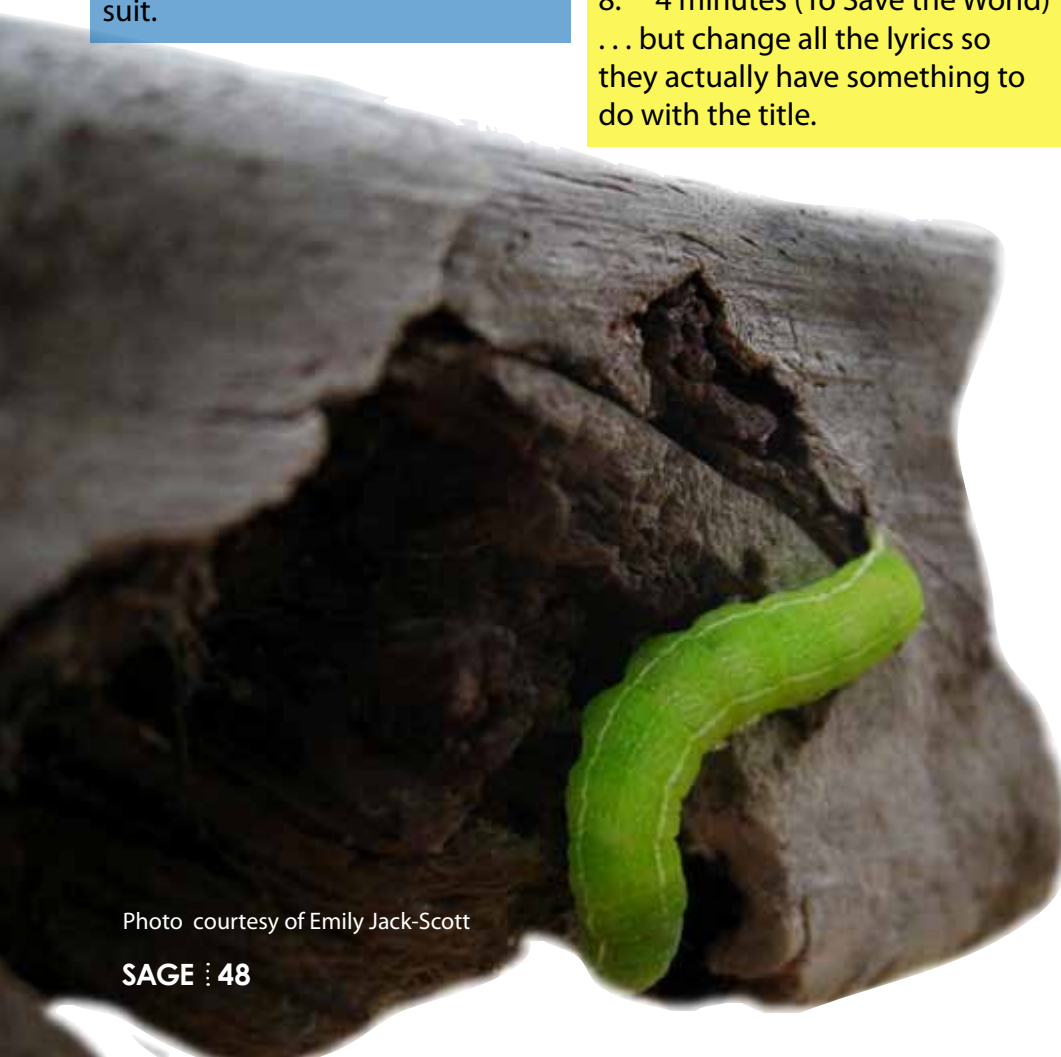 suit.
8. "4 minutes (To Save the World)"
... but change all the lyrics so
they actually have something to
do with the title.
Photo courtesy of Emily Jack-Scott
SAGE 48